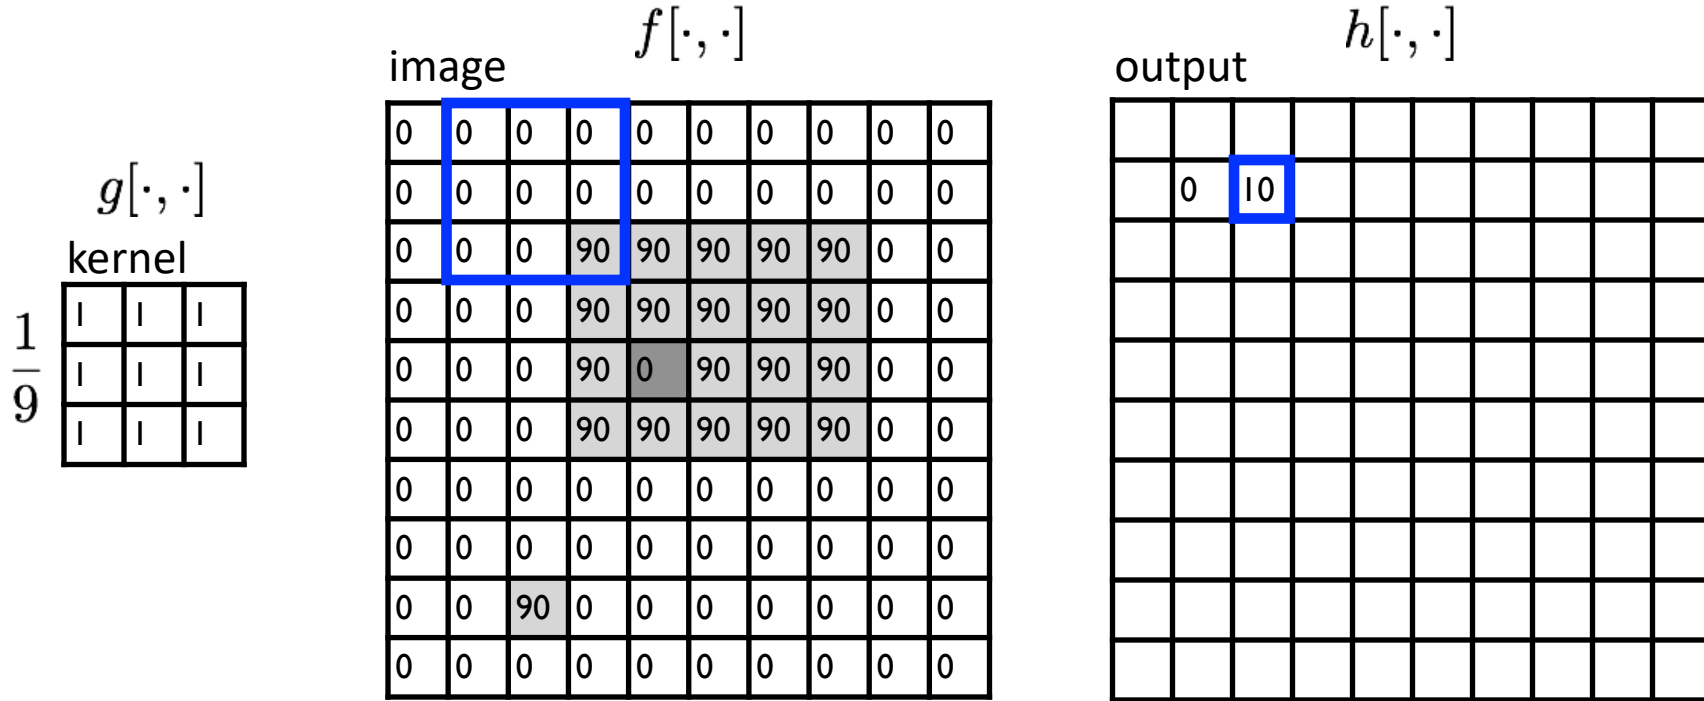 g[·, ·]
kernel
1/9
1 1 1
1 1 1
1 1 1
f[·, ·]
image
0 0 0 0 0 0 0 0 0 0
0 0 0 0 0 0 0 0 0 0
0 0 0 90 90 90 90 90 0 0
0 0 0 90 90 90 90 90 0 0
0 0 0 90 0 90 90 90 0 0
0 0 0 90 90 90 90 90 0 0
0 0 0 0 0 0 0 0 0 0
0 0 0 0 0 0 0 0 0 0
0 0 90 0 0 0 0 0 0 0
0 0 0 0 0 0 0 0 0 0
h[·, ·]
output
0 10